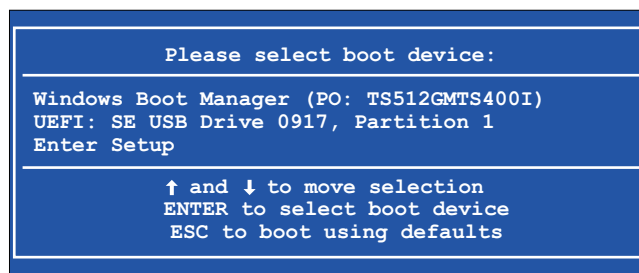 Please select boot device:
Windows Boot Manager (PO: TS512GMTS400I)
UEFI: SE USB Drive 0917, Partition 1
Enter Setup
↑ and ↓ to move selection
ENTER to select boot device
ESC to boot using defaults